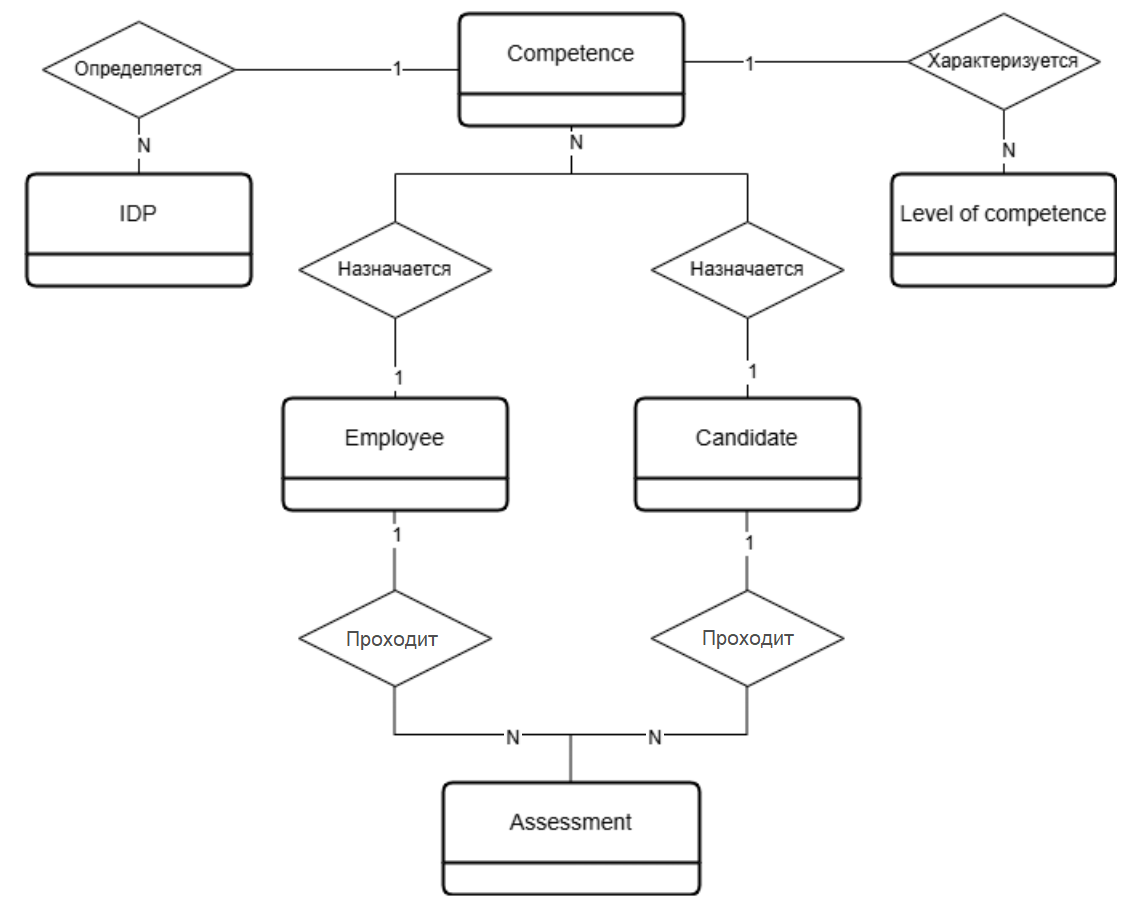 Competence
Определяется
1
1
Характеризуется
N
N
N
IDP
Level of competence
Назначается
Назначается
1
1
Employee
Candidate
1
1
Проходит
Проходит
N
N
Assessment